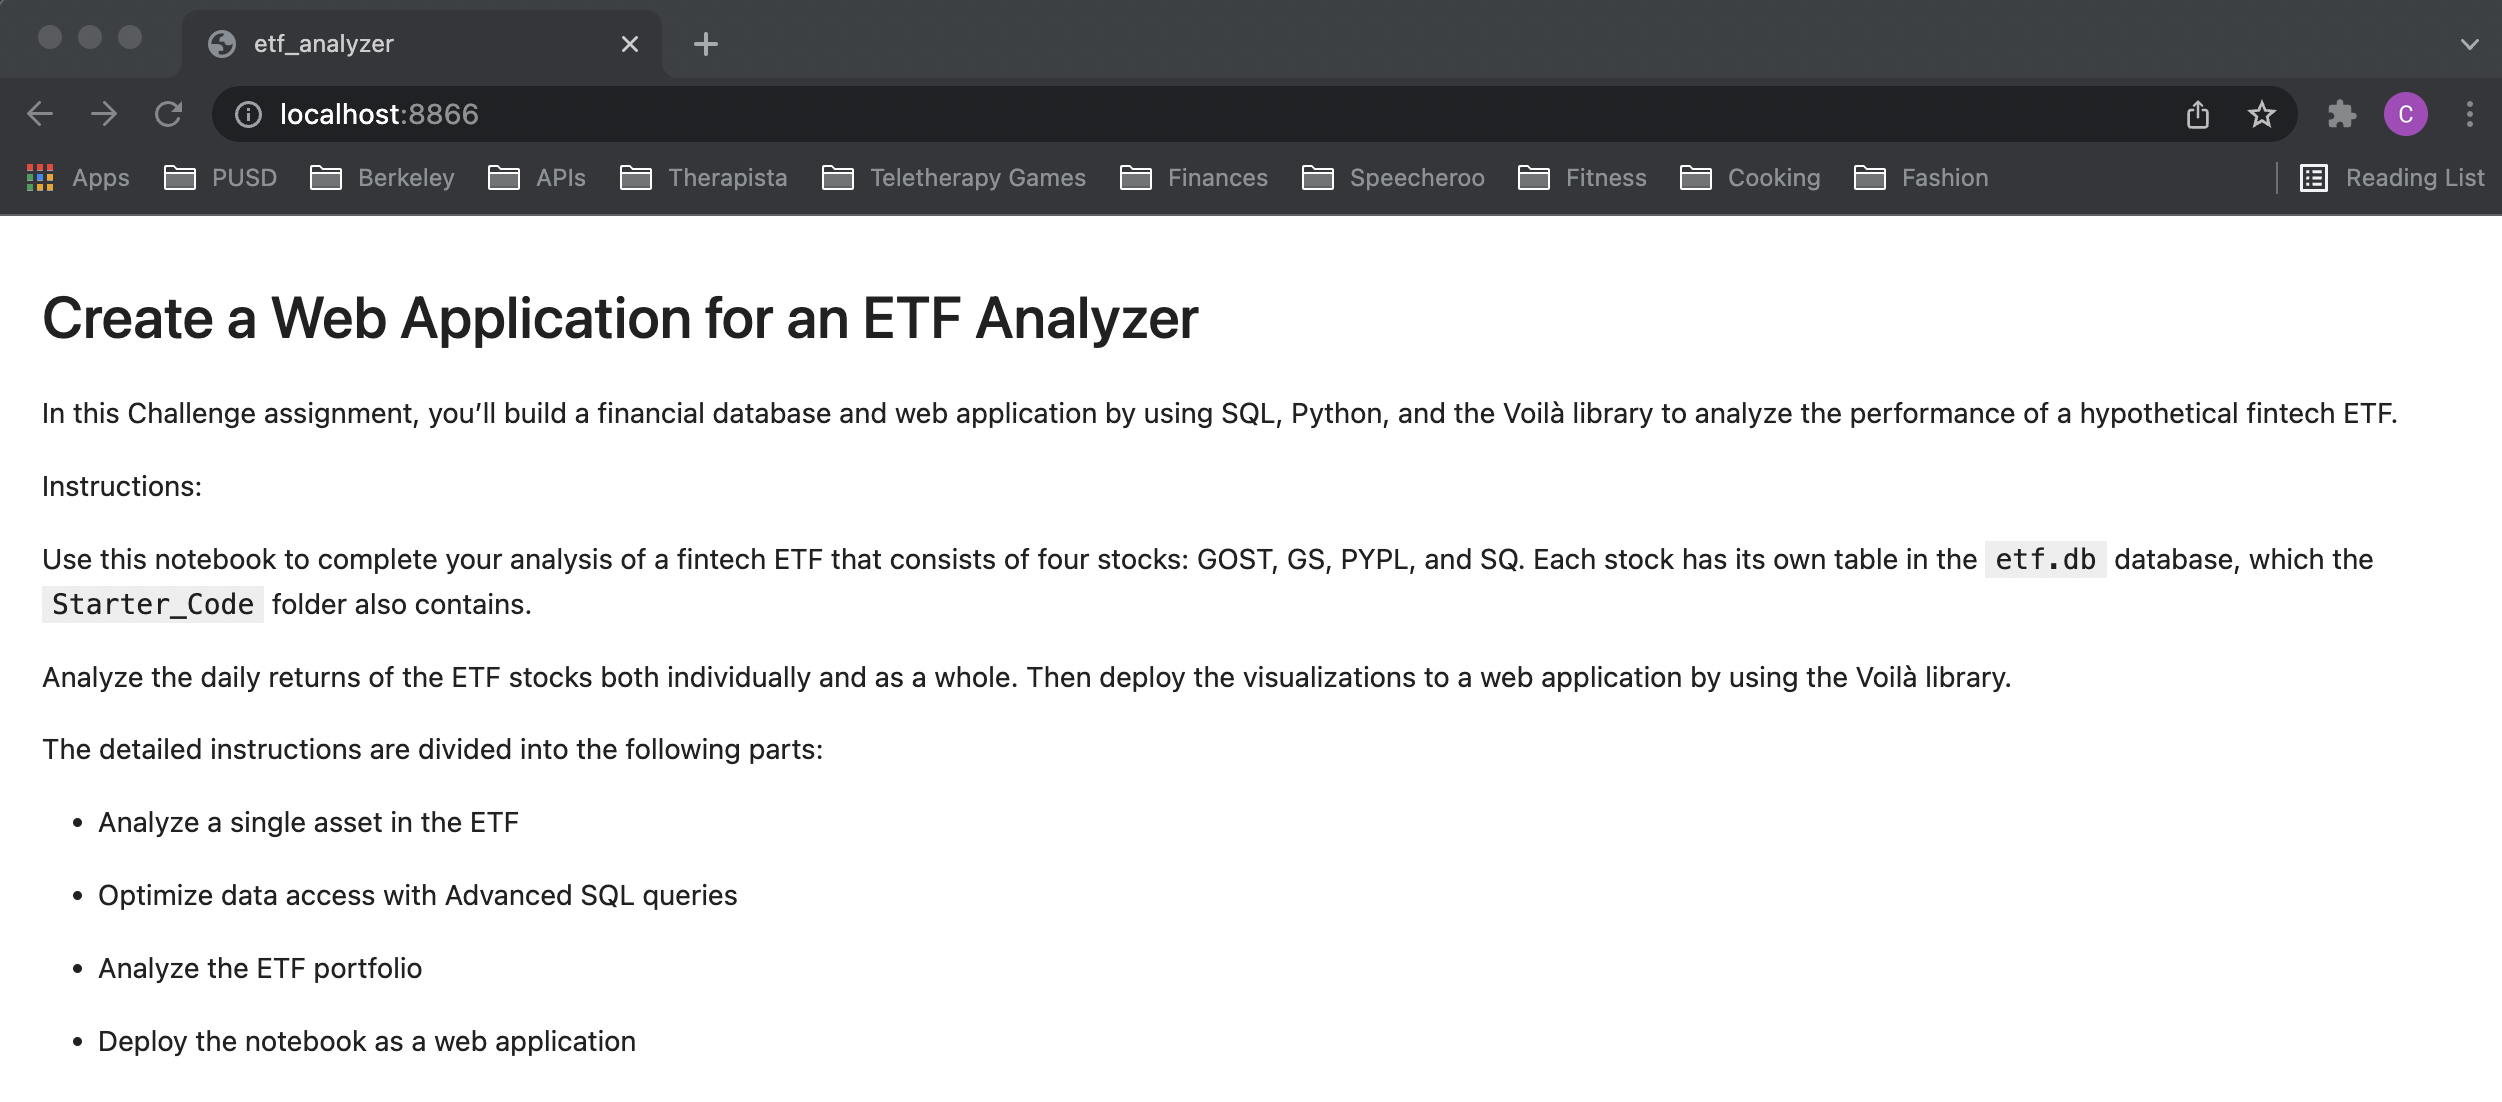 etf_analyzer
localhost:8866
C
Apps PUSD Berkeley APIs Therapista Teletherapy Games Finances Speecheroo Fitness Cooking Fashion Reading List
Create a Web Application for an ETF Analyzer
In this Challenge assignment, you’ll build a financial database and web application by using SQL, Python, and the Voilà library to analyze the performance of a hypothetical fintech ETF.
Instructions:
Use this notebook to complete your analysis of a fintech ETF that consists of four stocks: GOST, GS, PYPL, and SQ. Each stock has its own table in the etf.db database, which the
Starter_Code folder also contains.
Analyze the daily returns of the ETF stocks both individually and as a whole. Then deploy the visualizations to a web application by using the Voilà library.
The detailed instructions are divided into the following parts:
• Analyze a single asset in the ETF
• Optimize data access with Advanced SQL queries
• Analyze the ETF portfolio
• Deploy the notebook as a web application